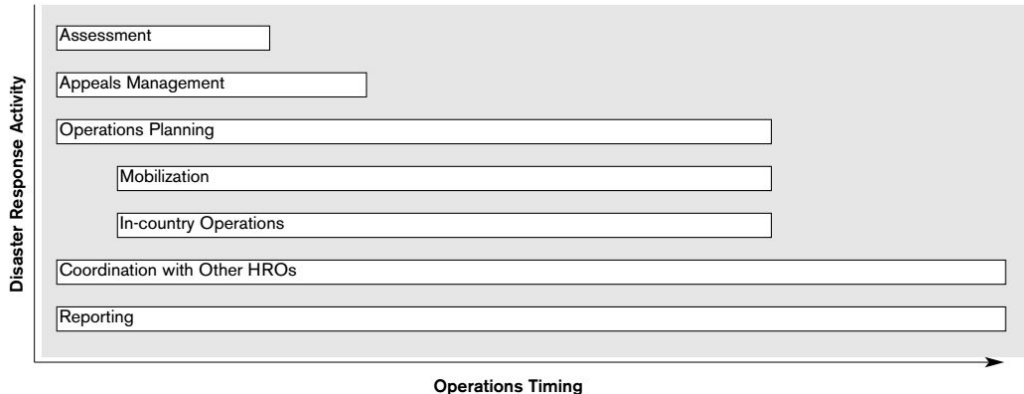 Disaster Response Activity
Assessment
Appeals Management
Operations Planning
Mobilization
In-country Operations
Coordination with Other HROs
Reporting
Operations Timing